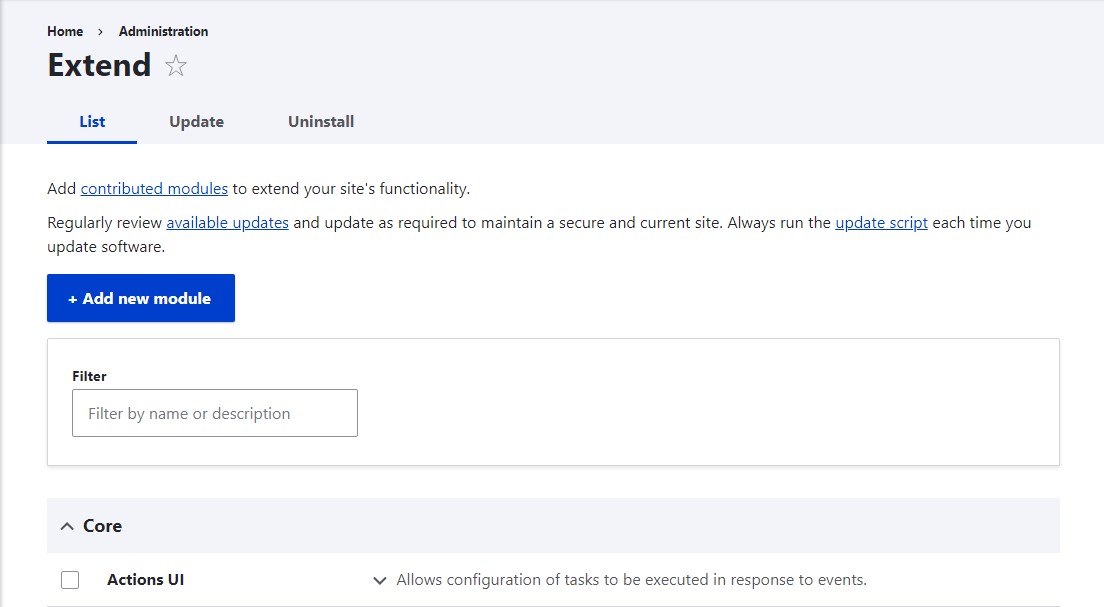 Home › Administration
Extend
List Update Uninstall
Add contributed modules to extend your site's functionality.
Regularly review available updates and update as required to maintain a secure and current site. Always run the update script each time you
update software.
+ Add new module
Filter
Filter by name or description
Core
Actions UI Allows configuration of tasks to be executed in response to events.